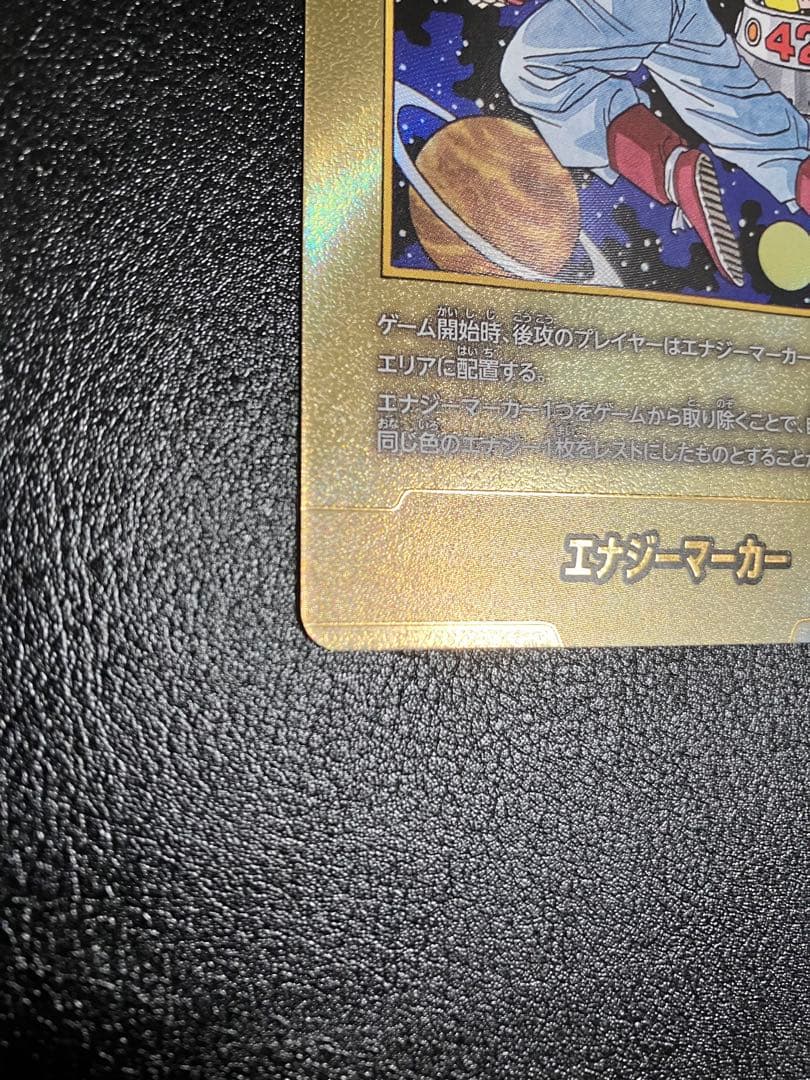 42
ゲーム開始時、後攻のプレイヤーはエナジーマーカー
エリアに配置する。
エナジーマーカー1つをゲームから取り除くことで、
同じ色のエナジー1枚をレストにしたものとすること
エナジーマーカー